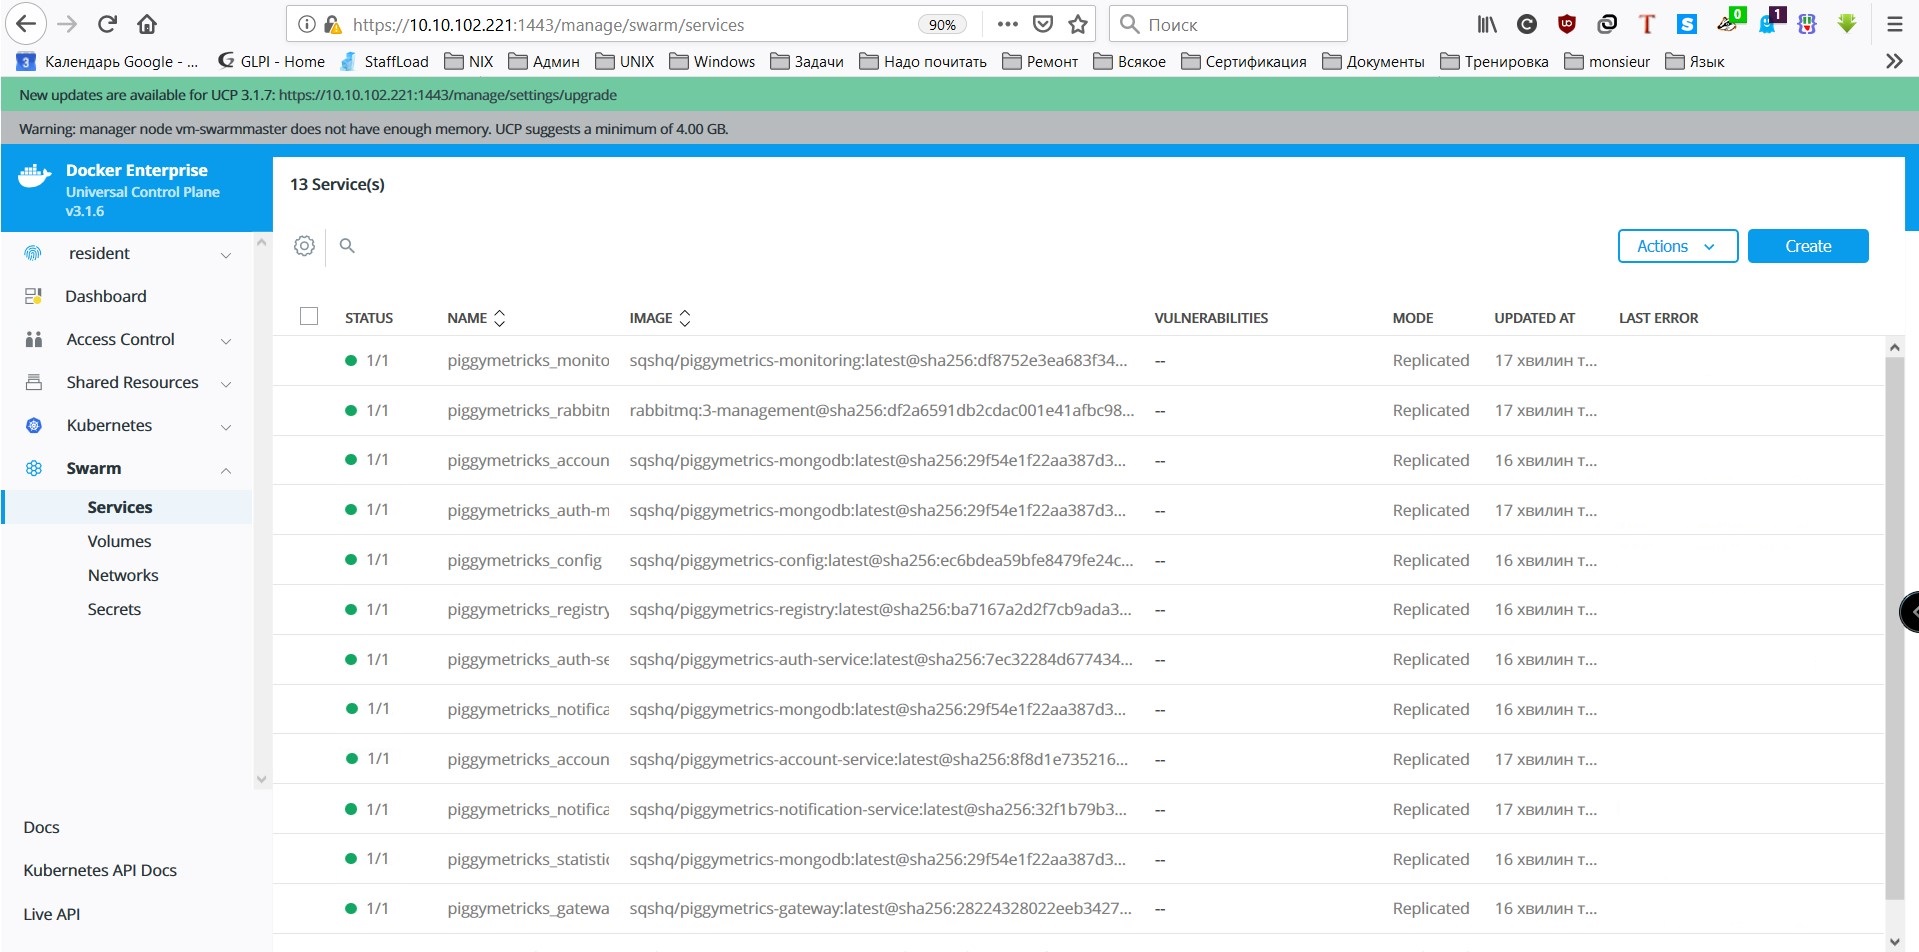 https://10.10.102.221:1443/manage/swarm/services 90% Поиск 0 1
3 Календарь Google - ... GLPI - Home StaffLoad NIX Админ UNIX Windows Задачи Надо почитать Ремонт Всякое Сертификация Документы Тренировка monsieur Язык
New updates are available for UCP 3.1.7: https://10.10.102.221:1443/manage/settings/upgrade
Warning: manager node vm-swarmmaster does not have enough memory. UCP suggests a minimum of 4.00 GB.
Docker Enterprise
Universal Control Plane
v3.1.6
resident
Dashboard
Access Control
Shared Resources
Kubernetes
Swarm
Services
Volumes
Networks
Secrets
Docs
Kubernetes API Docs
Live API
13 Service(s)
Actions Create
STATUS NAME IMAGE VULNERABILITIES MODE UPDATED AT LAST ERROR
1/1 piggymetricks_monito sqshq/piggymetrics-monitoring:latest@sha256:df8752e3ea683f34... -- Replicated 17 хвилин т...
1/1 piggymetricks_rabbitn rabbitmq:3-management@sha256:df2a6591db2cdac001e41afbc98... -- Replicated 17 хвилин т...
1/1 piggymetricks_accoun sqshq/piggymetrics-mongodb:latest@sha256:29f54e1f22aa387d3... -- Replicated 16 хвилин т...
1/1 piggymetricks_auth-m sqshq/piggymetrics-mongodb:latest@sha256:29f54e1f22aa387d3... -- Replicated 17 хвилин т...
1/1 piggymetricks_config sqshq/piggymetrics-config:latest@sha256:ec6bdea59bfe8479fe24c... -- Replicated 16 хвилин т...
1/1 piggymetricks_registry sqshq/piggymetrics-registry:latest@sha256:ba7167a2d2f7cb9ada3... -- Replicated 16 хвилин т...
1/1 piggymetricks_auth-se sqshq/piggymetrics-auth-service:latest@sha256:7ec32284d677434... -- Replicated 16 хвилин т...
1/1 piggymetricks_notifica sqshq/piggymetrics-mongodb:latest@sha256:29f54e1f22aa387d3... -- Replicated 16 хвилин т...
1/1 piggymetricks_accoun sqshq/piggymetrics-account-service:latest@sha256:8f8d1e735216... -- Replicated 17 хвилин т...
1/1 piggymetricks_notifica sqshq/piggymetrics-notification-service:latest@sha256:32f1b79b3... -- Replicated 17 хвилин т...
1/1 piggymetricks_statistic sqshq/piggymetrics-mongodb:latest@sha256:29f54e1f22aa387d3... -- Replicated 16 хвилин т...
1/1 piggymetricks_gatewa sqshq/piggymetrics-gateway:latest@sha256:28224328022eeb3427... -- Replicated 16 хвилин т...